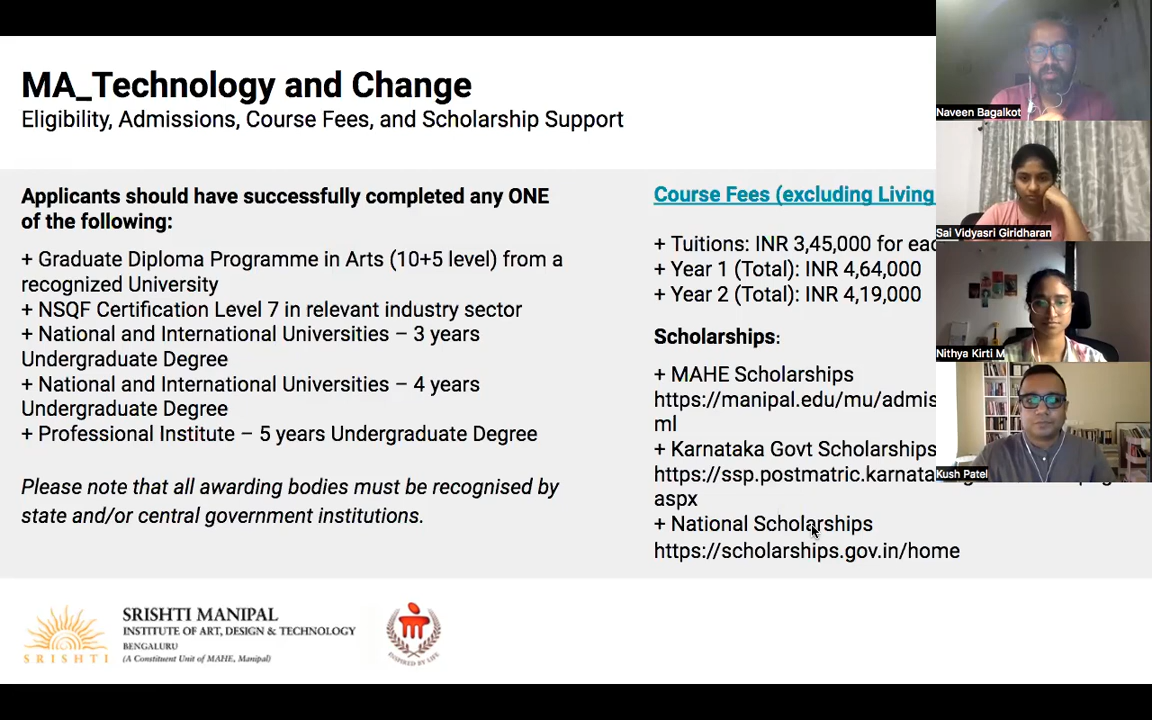 MA_Technology and Change
Eligibility, Admissions, Course Fees, and Scholarship Support
Applicants should have successfully completed any ONE
of the following:
+ Graduate Diploma Programme in Arts (10+5 level) from a
recognized University
+ NSQF Certification Level 7 in relevant industry sector
+ National and International Universities – 3 years
Undergraduate Degree
+ National and International Universities – 4 years
Undergraduate Degree
+ Professional Institute – 5 years Undergraduate Degree
Please note that all awarding bodies must be recognised by
state and/or central government institutions.
Course Fees (excluding Living
+ Tuitions: INR 3,45,000 for
+ Year 1 (Total): INR 4,64,000
+ Year 2 (Total): INR 4,19,000
Scholarships:
+ MAHE Scholarships
https://manipal.edu/mu/admis
ml
+ Karnataka Govt Scholarships
https://ssp.postmatric.karnata
aspx
+ National Scholarships
https://scholarships.gov.in/home
Naveen Bagalkot
Sai Vidyasri Giridharan
Nithya Kirti M
Kush Patel
SRISHTI
SRISHTI MANIPAL
INSTITUTE OF ART, DESIGN & TECHNOLOGY
BENGALURU
(A Constituent Unit of MAHE, Manipal)
INSPIRED BY LIFE